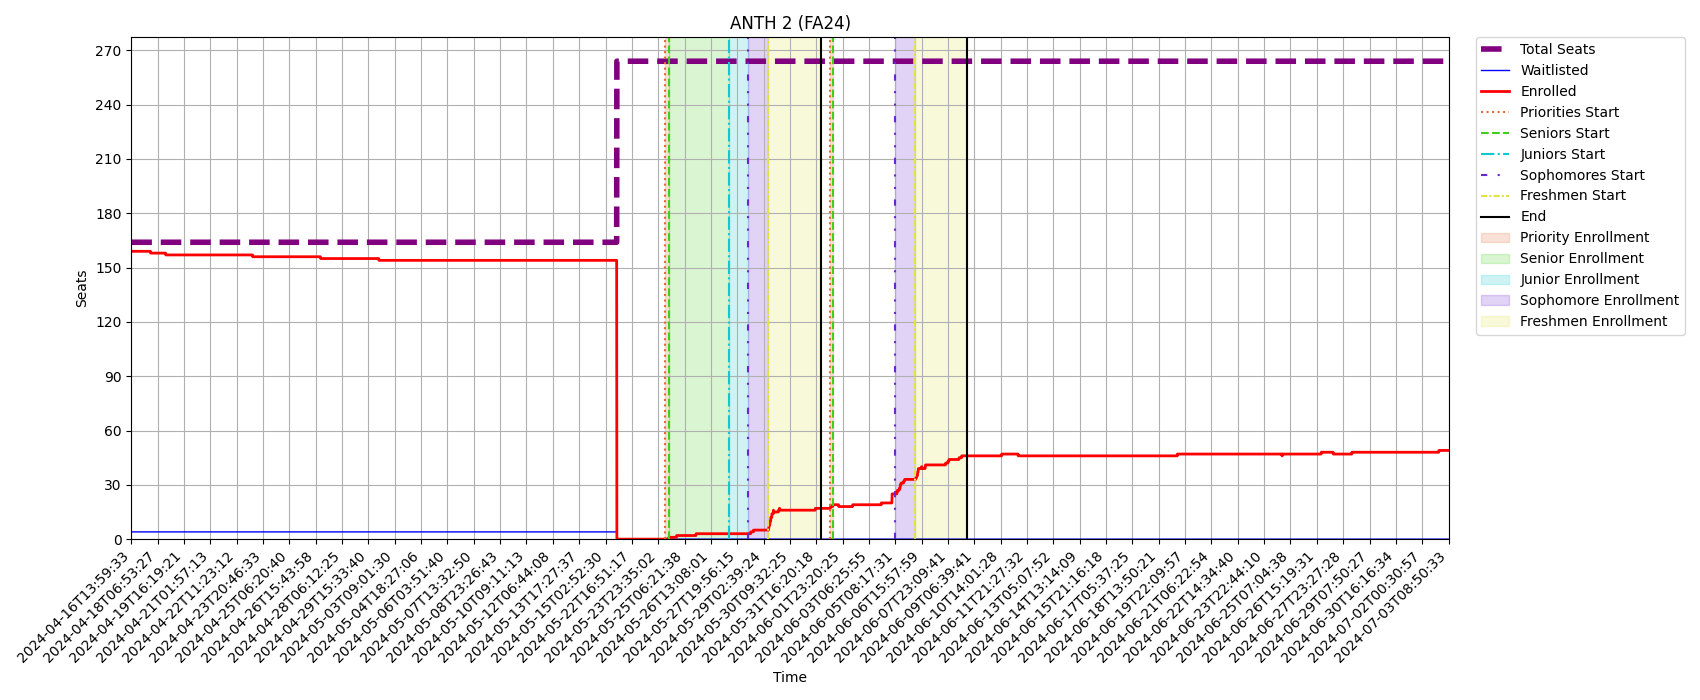 ANTH 2 (FA24)
270
240
210
180
150
120
90
60
30
0
Seats
2024-04-16T13:59:33
2024-04-18T06:53:27
2024-04-19T16:19:21
2024-04-21T01:57:13
2024-04-22T11:23:12
2024-04-23T20:46:33
2024-04-25T06:20:40
2024-04-26T15:43:58
2024-04-28T06:12:25
2024-04-29T15:33:40
2024-05-03T09:01:30
2024-05-04T18:27:06
2024-05-06T03:51:40
2024-05-07T13:32:50
2024-05-08T23:26:43
2024-05-10T09:11:13
2024-05-12T06:44:08
2024-05-13T17:27:37
2024-05-15T02:52:30
2024-05-22T16:51:17
2024-05-23T23:35:02
2024-05-25T06:21:38
2024-05-26T13:08:01
2024-05-27T19:56:15
2024-05-29T02:39:24
2024-05-30T09:32:25
2024-05-31T16:20:18
2024-06-01T23:20:25
2024-06-03T06:25:55
2024-06-05T08:17:31
2024-06-06T15:57:59
2024-06-07T23:09:41
2024-06-09T06:39:41
2024-06-10T14:01:28
2024-06-11T21:27:32
2024-06-13T05:07:52
2024-06-14T13:14:09
2024-06-15T21:16:18
2024-06-17T05:37:25
2024-06-18T13:50:21
2024-06-19T22:09:57
2024-06-21T06:22:54
2024-06-22T14:34:40
2024-06-23T22:44:10
2024-06-25T07:04:38
2024-06-26T15:19:31
2024-06-27T23:27:28
2024-06-29T07:50:27
2024-06-30T16:16:34
2024-07-02T00:30:57
2024-07-03T08:50:33
Time
Total Seats
Waitlisted
Enrolled
Priorities Start
Seniors Start
Juniors Start
Sophomores Start
Freshmen Start
End
Priority Enrollment
Senior Enrollment
Junior Enrollment
Sophomore Enrollment
Freshmen Enrollment